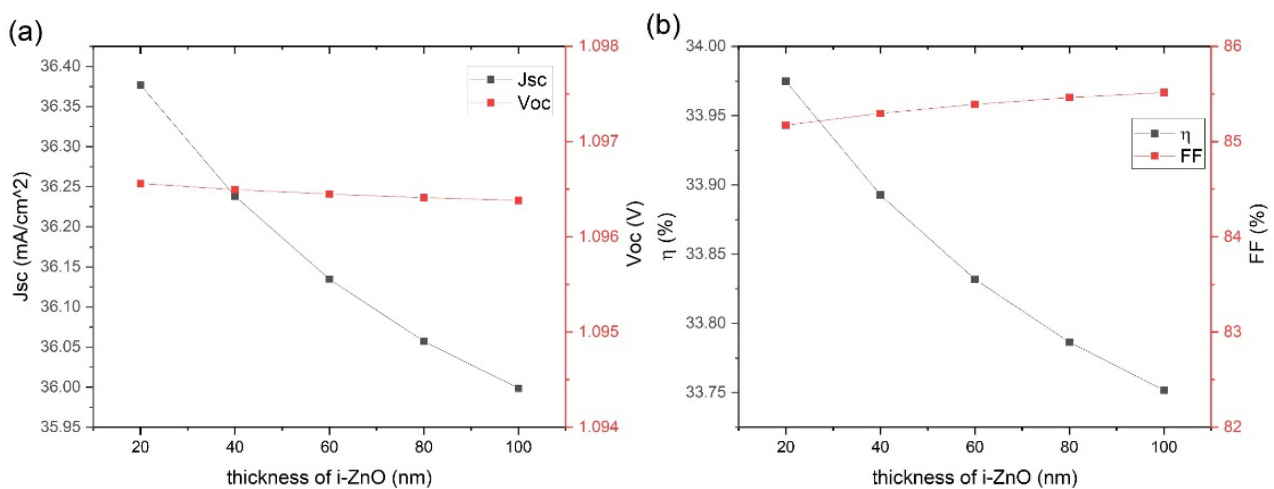 (a)
Jsc (mA/cm^2)
36.40
36.35
36.30
36.25
36.20
36.15
36.10
36.05
36.00
35.95
Jsc
Voc
1.098
1.097
1.096
1.095
1.094
Voc (V)
20 40 60 80 100
thickness of i-ZnO (nm)
(b)
η (%)
34.00
33.95
33.90
33.85
33.80
33.75
η
FF
86
85
84
83
82
FF (%)
20 40 60 80 100
thickness of i-ZnO (nm)